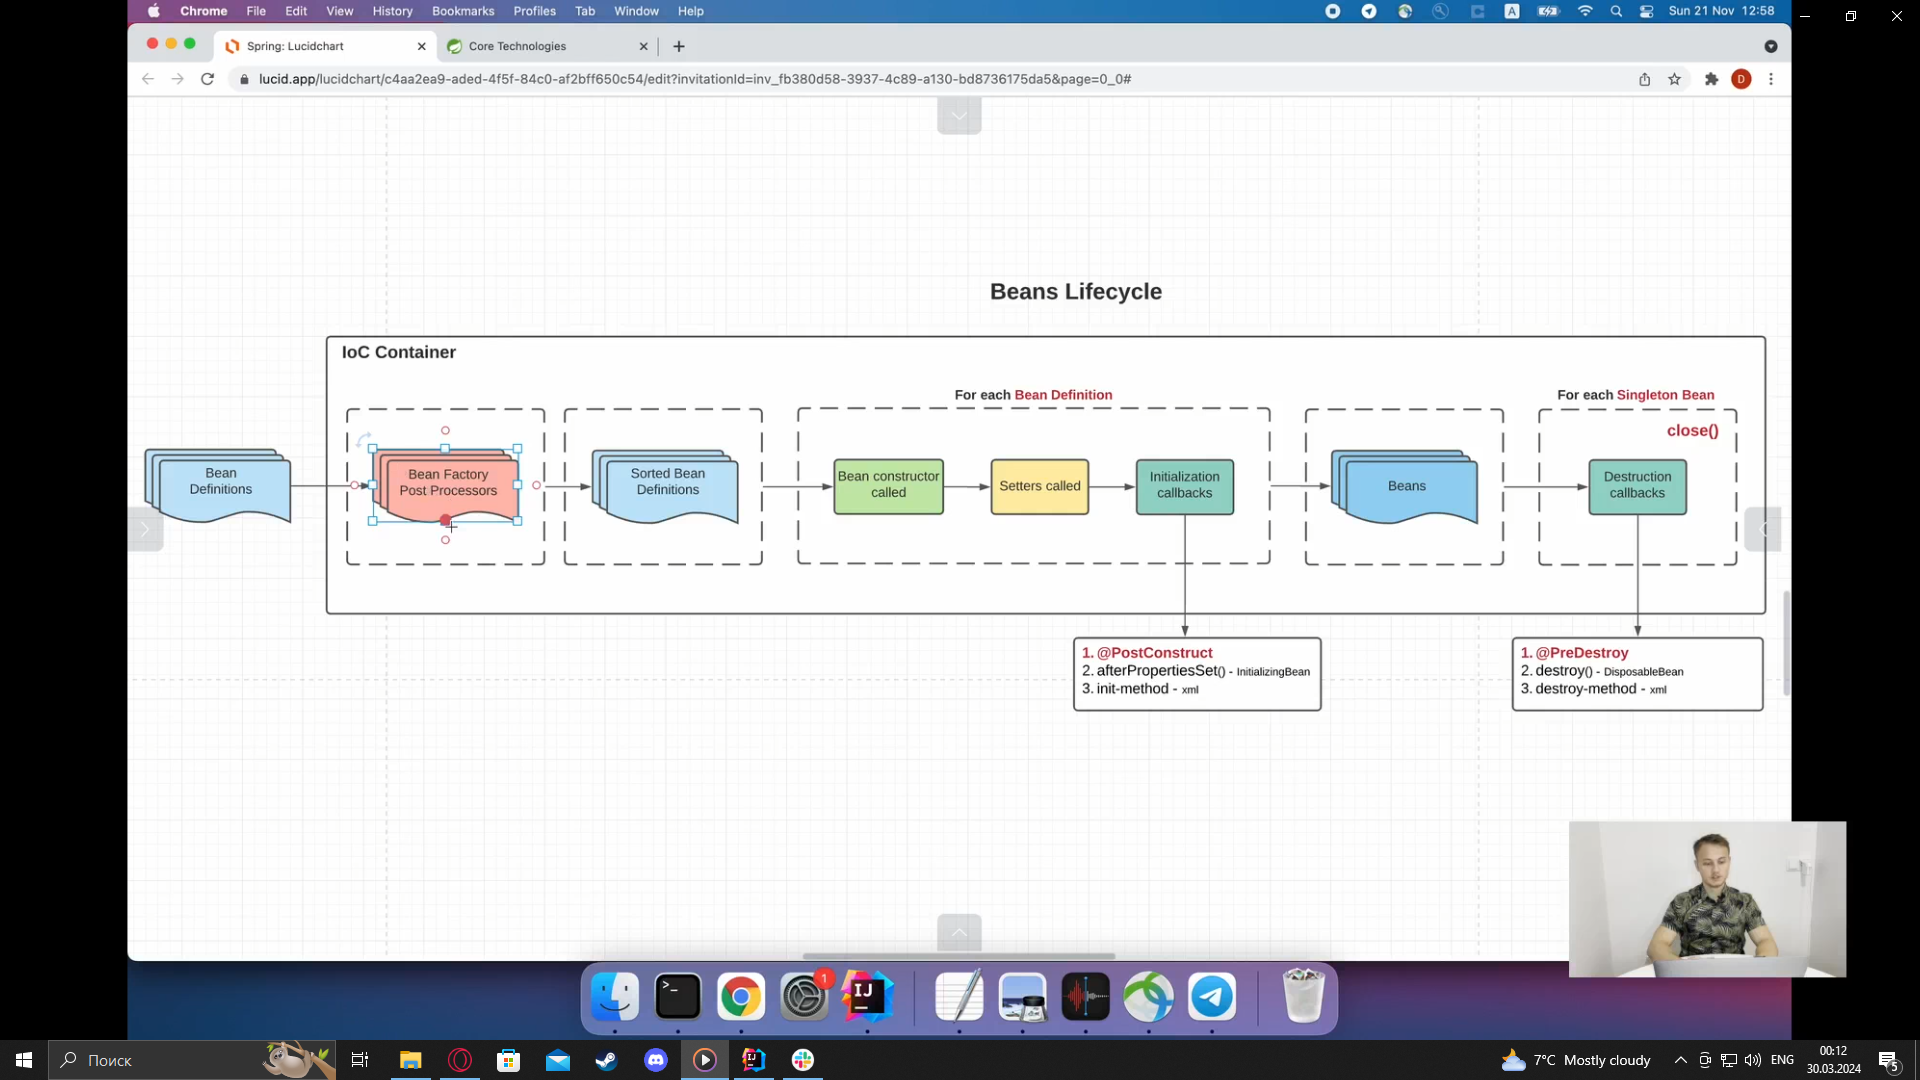 Chrome File Edit View History Bookmarks Profiles Tab Window Help
A
Sun 21 Nov 12:58
Spring: Lucidchart
Core Technologies
lucid.app/lucidchart/c4aa2ea9-aded-4f5f-84c0-af2bff650c54/edit?invitationId=inv_fb380d58-3937-4c89-a130-bd8736175da5&page=0_0#
D
Beans Lifecycle
IoC Container
For each Bean Definition
For each Singleton Bean
close()
Bean
Definitions
Bean Factory
Post Processors
Sorted Bean
Definitions
Bean constructor
called
Setters called
Initialization
callbacks
Beans
Destruction
callbacks
1. @PostConstruct
2. afterPropertiesSet() - InitializingBean
3. init-method - xml
1. @PreDestroy
2. destroy() - DisposableBean
3. destroy-method - xml
>_
1
IJ
Поиск
IJ
7°C Mostly cloudy
ENG
00:12
30.03.2024
5